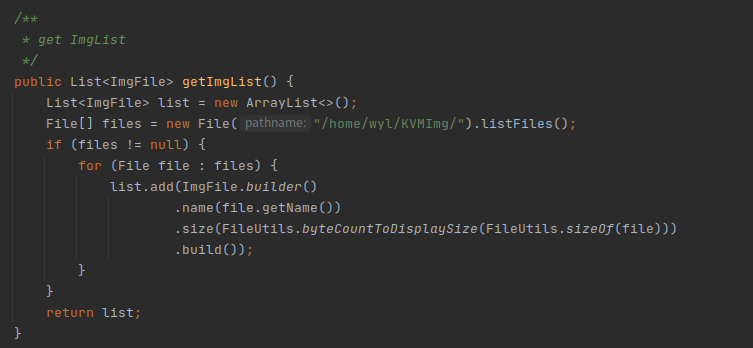 /**
 * get ImgList
 */
public List<ImgFile> getImgList() {
    List<ImgFile> list = new ArrayList<>();
    File[] files = new File( pathname: "/home/wyl/KVMImg/").listFiles();
    if (files != null) {
        for (File file : files) {
            list.add(ImgFile.builder()
                    .name(file.getName())
                    .size(FileUtils.byteCountToDisplaySize(FileUtils.sizeOf(file)))
                    .build());
        }
    }
    return list;
}